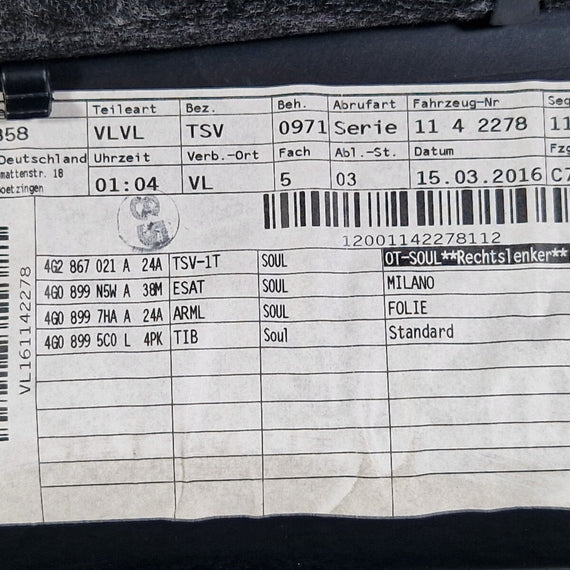 Teileart Bez. Beh. Abrufart Fahrzeug-Nr Seq
358 VLVL TSV 0971 Serie 11 4 2278 11
Deutschland Uhrzeit Verb.-Ort Fach Abl.-St. Datum Fzg
mattenstr. 18
oetzingen 01:04 VL 5 03 15.03.2016 C7
12001142278112
VL161142278
4G2 867 021 A 24A TSV-1T SOUL OT-SOUL**Rechtslenker**
4G0 899 N5W A 38M ESAT SOUL MILANO
4G0 899 7HA A 24A ARML SOUL FOLIE
4G0 899 5C0 L 4PK TIB Soul Standard